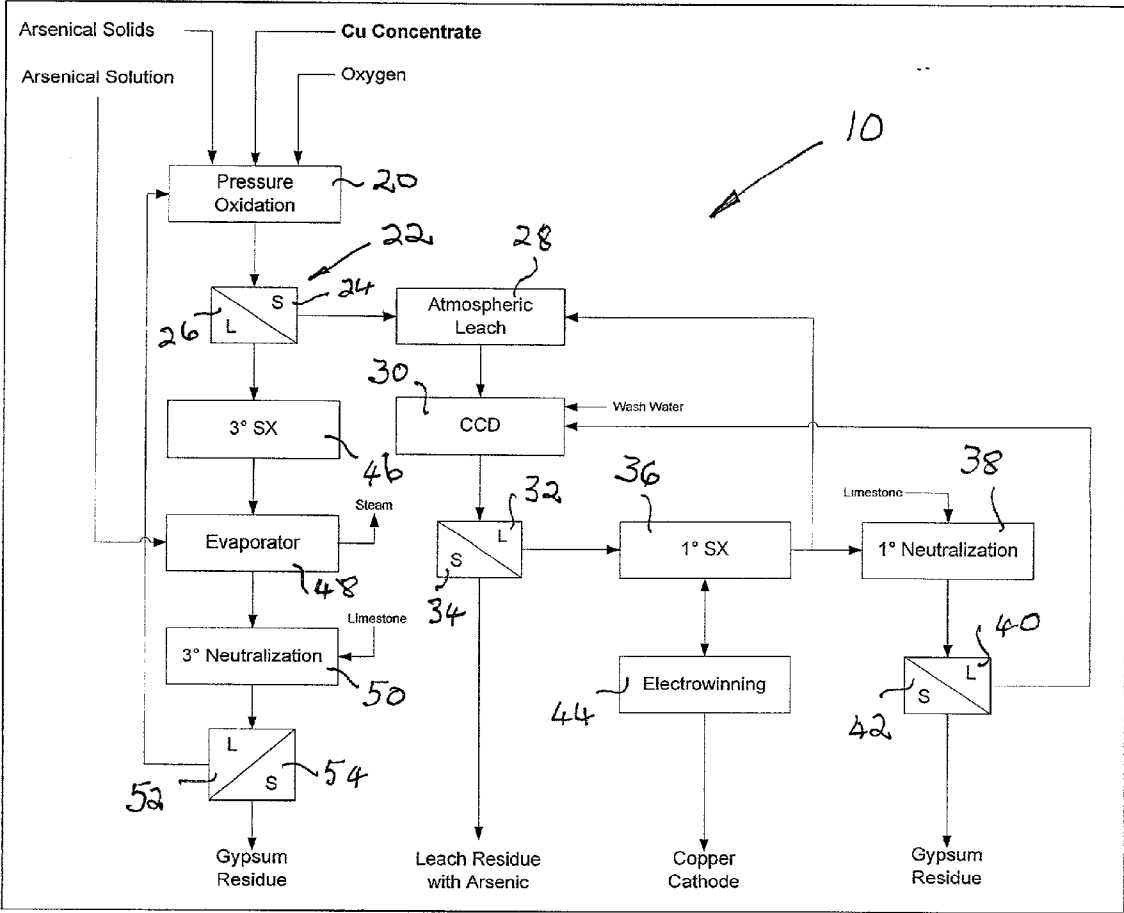 Arsenical Solids
Cu Concentrate
Arsenical Solution
Oxygen
10
Pressure
Oxidation
20
22
S
24
L
26
28
Atmospheric
Leach
30
CCD
Wash Water
3° SX
46
Steam
Evaporator
48
32
L
S
34
36
1° SX
Limestone
38
1° Neutralization
Limestone
3° Neutralization
50
44
Electrowinning
40
L
S
42
L
S
52
54
Gypsum
Residue
Leach Residue
with Arsenic
Copper
Cathode
Gypsum
Residue